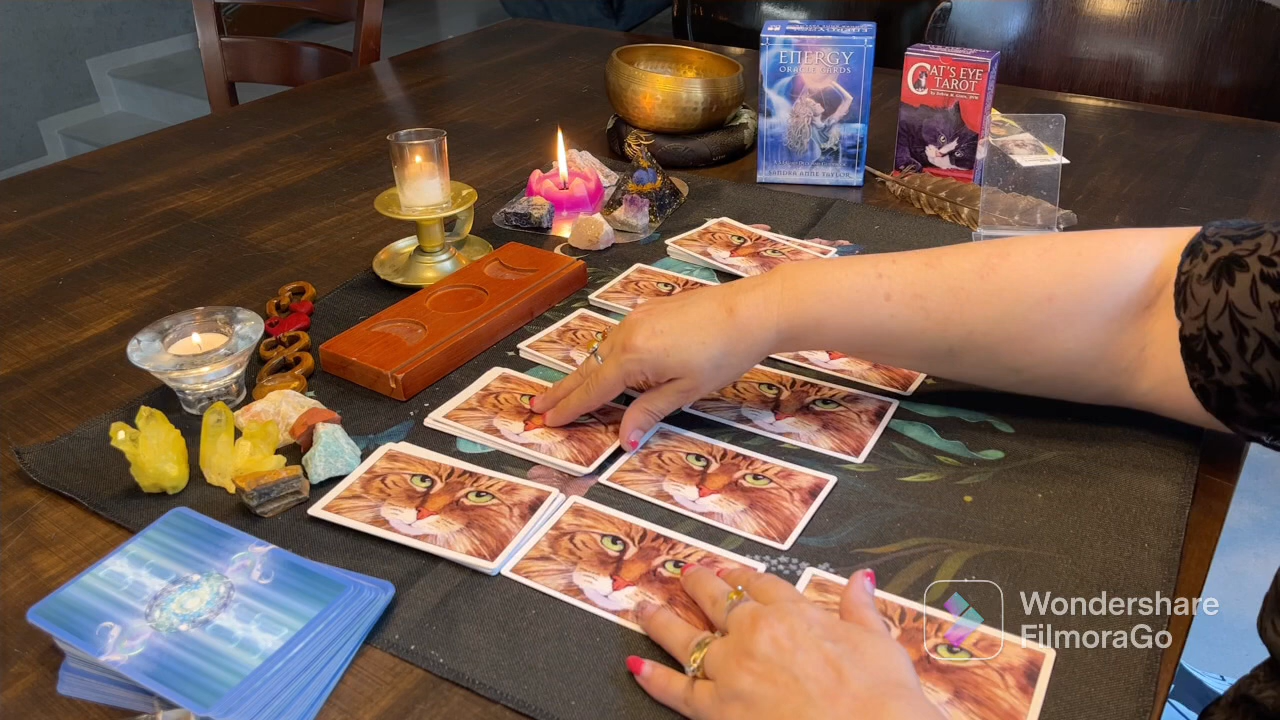 ENERGY
ORACLE CARDS
SANDRA ANNE TAYLOR
CAT'S EYE
TAROT
Wondershare
FilmoraGo